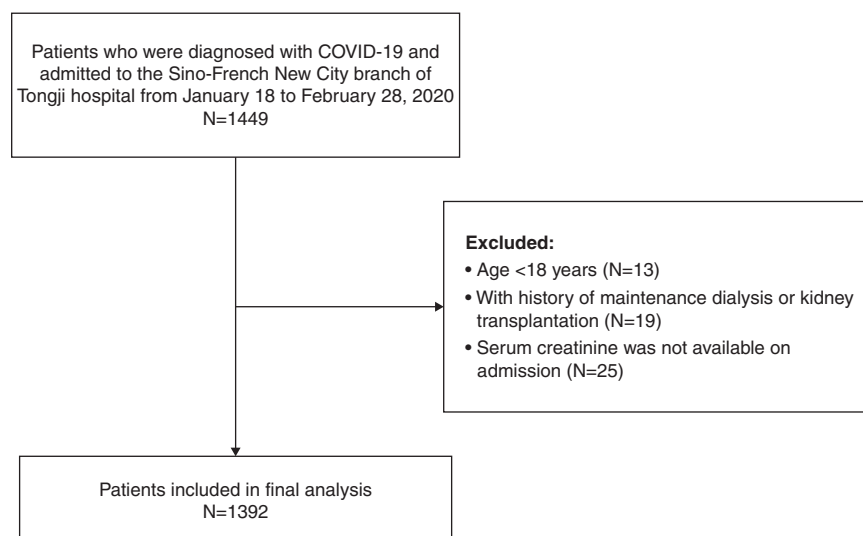 Patients who were diagnosed with COVID-19 and
admitted to the Sino-French New City branch of
Tongji hospital from January 18 to February 28, 2020
N=1449
Excluded:
• Age <18 years (N=13)
• With history of maintenance dialysis or kidney
transplantation (N=19)
• Serum creatinine was not available on
admission (N=25)
Patients included in final analysis
N=1392